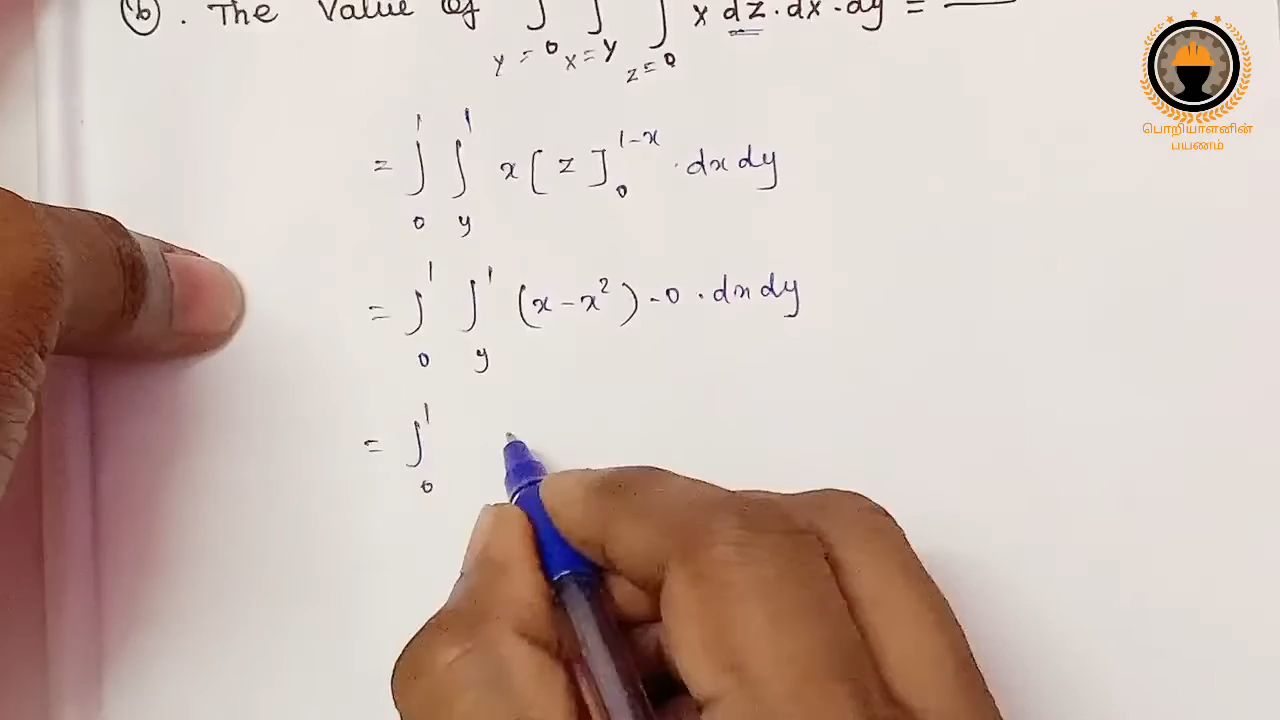 (b). The Value of ∫ ∫ ∫ x dz.dx.dy = ___
y=0 x=y z=0
பொறியாளனின்
பயணம்
= ∫₀¹ ∫ᵧ¹ x [z]₀^{1-x} . dx dy
= ∫₀¹ ∫ᵧ¹ (x - x²) - 0 . dx dy
= ∫₀¹